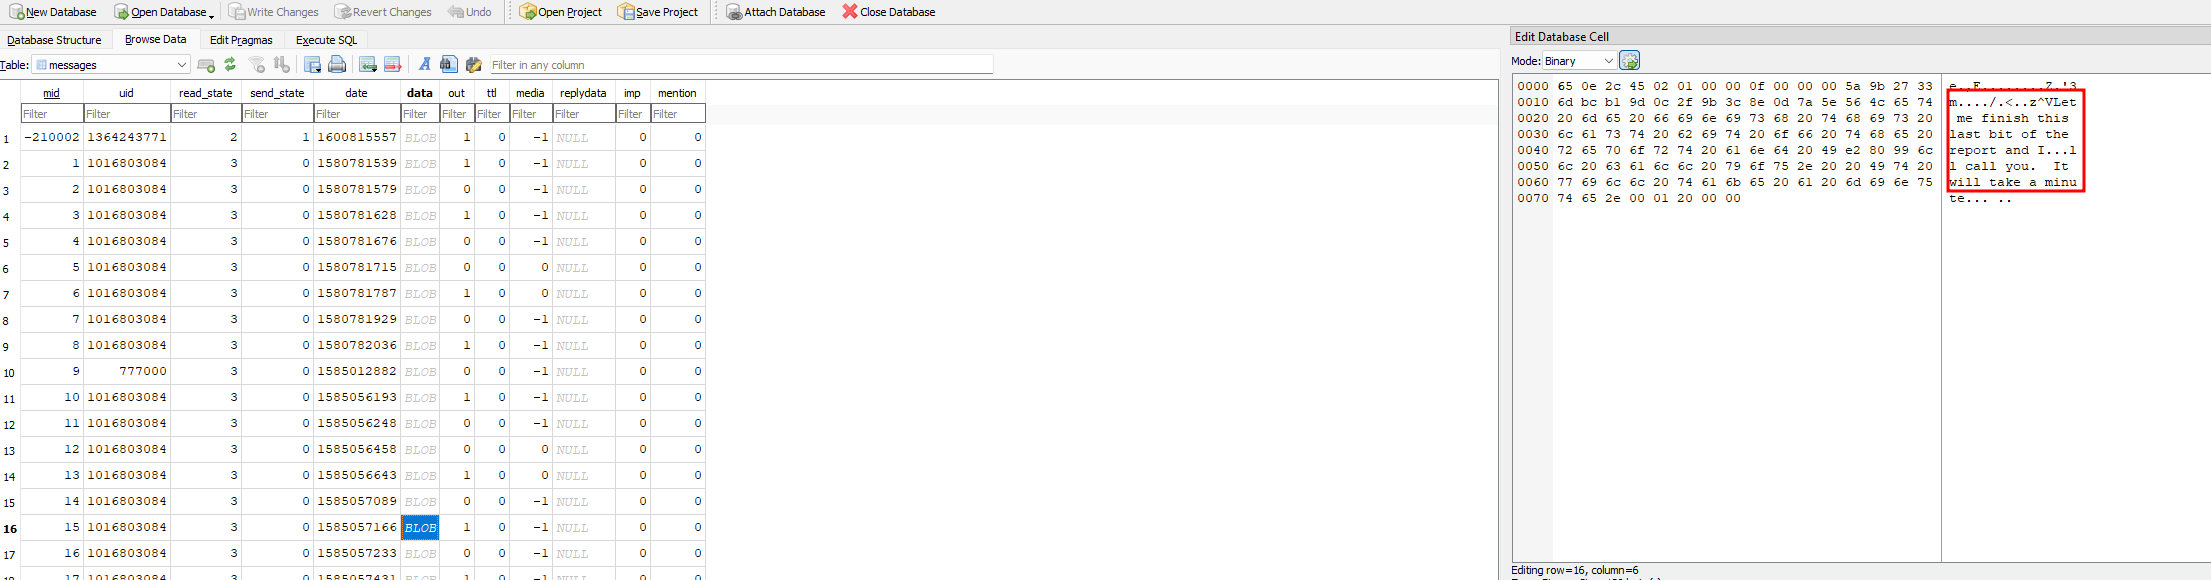 New Database Open Database Write Changes Revert Changes Undo Open Project Save Project Attach Database Close Database
Database Structure Browse Data Edit Pragmas Execute SQL
Table: messages Filter in any column
mid uid read_state send_state date data out ttl media replydata imp mention
Filter Filter Filter Filter Filter Filter Filter Filter Filter Filter Filter Filter
1 -210002 1364243771 2 1 1600815557 BLOB 1 0 -1 NULL 0 0
2 1 1016803084 3 0 1580781539 BLOB 1 0 -1 NULL 0 0
3 2 1016803084 3 0 1580781579 BLOB 0 0 -1 NULL 0 0
4 3 1016803084 3 0 1580781628 BLOB 1 0 -1 NULL 0 0
5 4 1016803084 3 0 1580781676 BLOB 0 0 -1 NULL 0 0
6 5 1016803084 3 0 1580781715 BLOB 0 0 0 NULL 0 0
7 6 1016803084 3 0 1580781787 BLOB 1 0 0 NULL 0 0
8 7 1016803084 3 0 1580781929 BLOB 0 0 -1 NULL 0 0
9 8 1016803084 3 0 1580782036 BLOB 1 0 -1 NULL 0 0
10 9 777000 3 0 1585012882 BLOB 0 0 -1 NULL 0 0
11 10 1016803084 3 0 1585056193 BLOB 1 0 -1 NULL 0 0
12 11 1016803084 3 0 1585056248 BLOB 0 0 -1 NULL 0 0
13 12 1016803084 3 0 1585056458 BLOB 0 0 0 NULL 0 0
14 13 1016803084 3 0 1585056643 BLOB 1 0 0 NULL 0 0
15 14 1016803084 3 0 1585057089 BLOB 0 0 -1 NULL 0 0
16 15 1016803084 3 0 1585057166 BLOB 1 0 -1 NULL 0 0
17 16 1016803084 3 0 1585057233 BLOB 0 0 -1 NULL 0 0
17 1016803084 3 0 1585057431 BLOB 1 0 -1 NULL 0 0
Edit Database Cell
Mode: Binary
0000 65 0e 2c 45 02 01 00 00 0f 00 00 00 5a 9b 27 33 e.,E........Z.'3
0010 6d bc b1 9d 0c 2f 9b 3c 8e 0d 7a 5e 56 4c 65 74 m..../.<..z^VLet
0020 20 6d 65 20 66 69 6e 69 73 68 20 74 68 69 73 20 me finish this
0030 6c 61 73 74 20 62 69 74 20 6f 66 20 74 68 65 20 last bit of the
0040 72 65 70 6f 72 74 20 61 6e 64 20 49 e2 80 99 6c report and I...l
0050 6c 20 63 61 6c 6c 20 79 6f 75 2e 20 20 49 74 20 l call you.  It
0060 77 69 6c 6c 20 74 61 6b 65 20 61 20 6d 69 6e 75 will take a minu
0070 74 65 2e 00 01 20 00 00 te... ..
Editing row=16, column=6